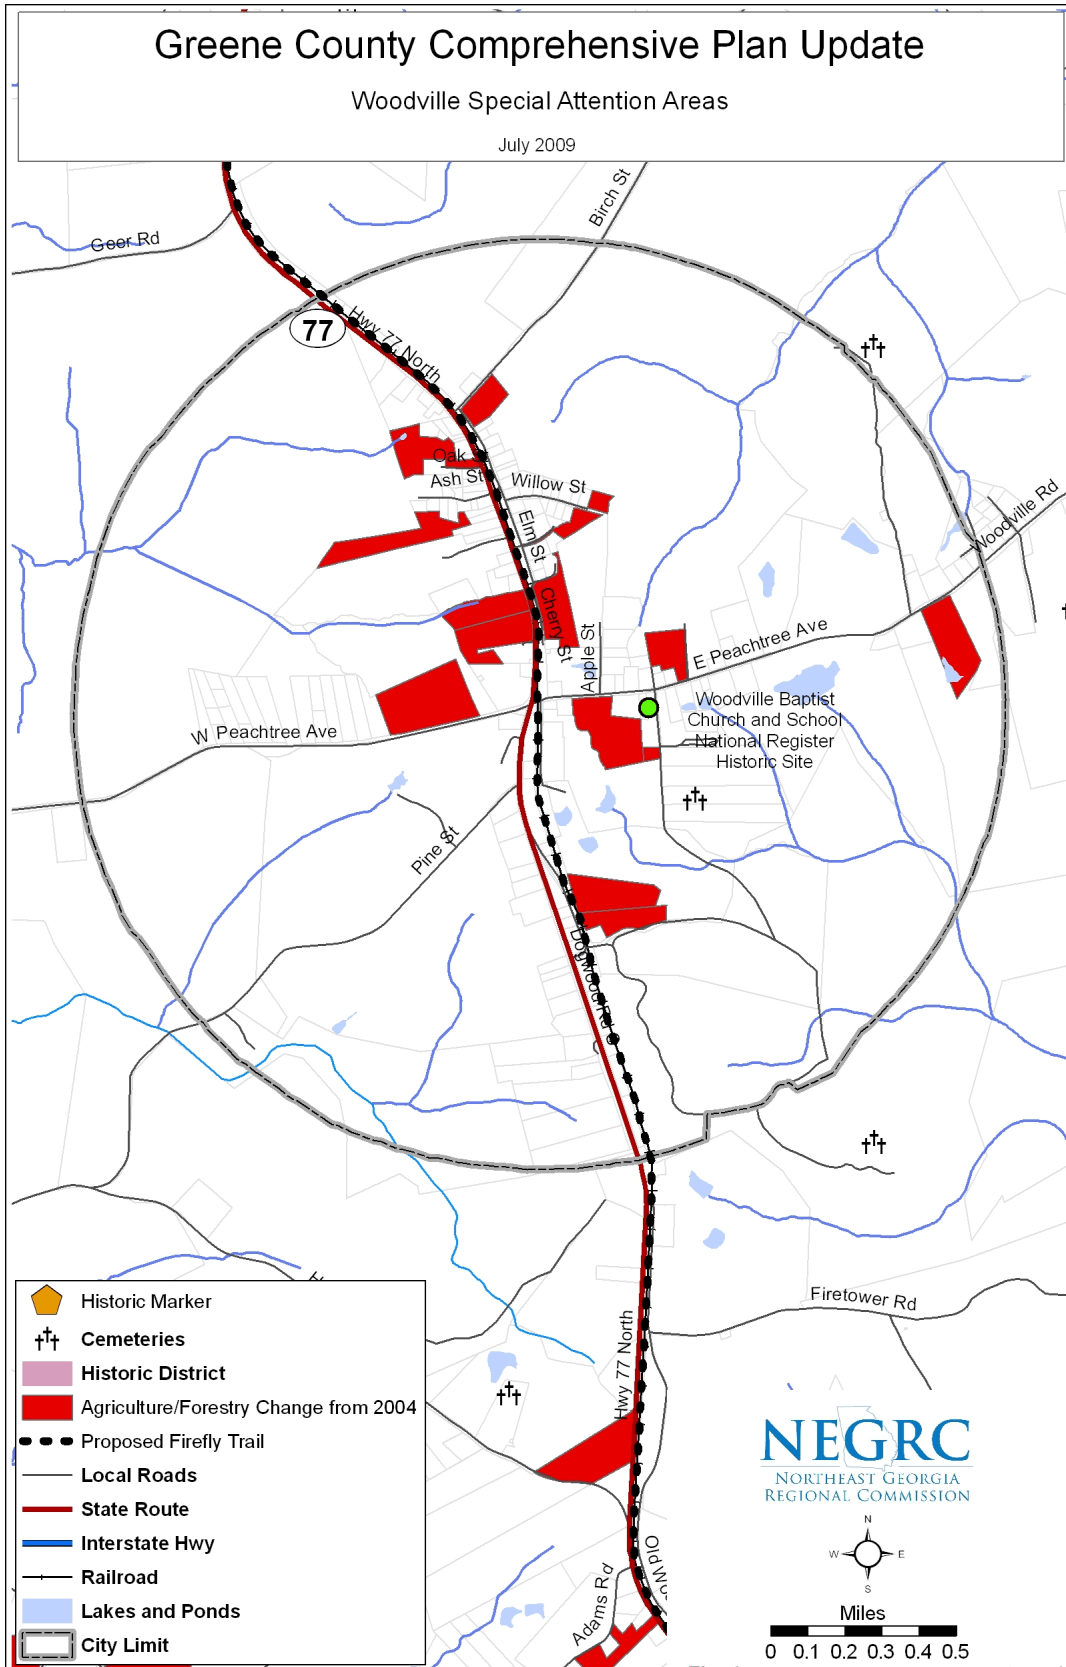 Greene County Comprehensive Plan Update
Woodville Special Attention Areas
July 2009
Birch St
Geer Rd
77
Hwy 77 North
Oak St
Ash St
Willow St
Elm St
Woodville Rd
Cherry St
Apple St
E Peachtree Ave
W Peachtree Ave
Woodville Baptist
Church and School
National Register
Historic Site
Pine St
Dogwood Rd
Firetower Rd
Hwy 77 North
Adams Rd
Old
Historic Marker
Cemeteries
Historic District
Agriculture/Forestry Change from 2004
Proposed Firefly Trail
Local Roads
State Route
Interstate Hwy
Railroad
Lakes and Ponds
City Limit
NEGRC
Northeast Georgia
Regional Commission
N
W E
S
Miles
0 0.1 0.2 0.3 0.4 0.5